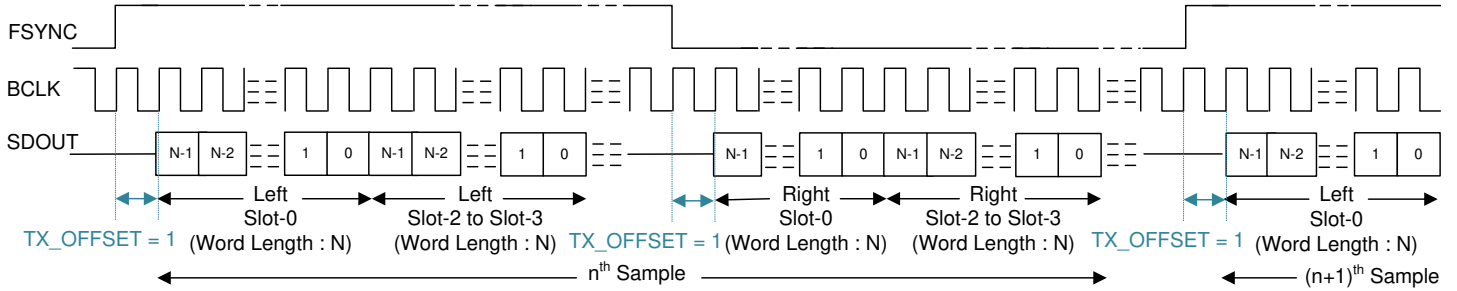 FSYNC
BCLK
SDOUT N-1 N-2 1 0 N-1 N-2 1 0 N-1 1 0 N-1 N-2 1 0 N-1 N-2 1 0
Left Left Right Right Left
Slot-0 Slot-2 to Slot-3 Slot-0 Slot-2 to Slot-3 Slot-0
TX_OFFSET = 1 (Word Length : N) (Word Length : N) TX_OFFSET = 1 (Word Length : N) (Word Length : N) TX_OFFSET = 1 (Word Length : N)
nth Sample (n+1)th Sample